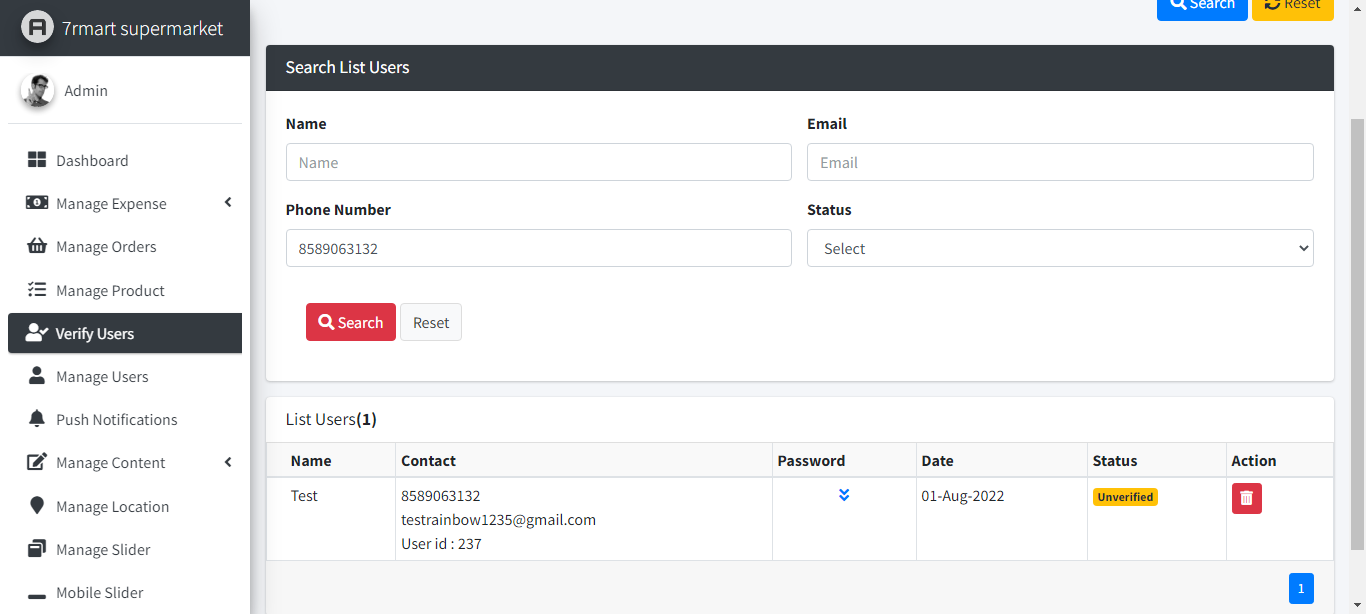 7rmart supermarket
Admin
Dashboard
Manage Expense
Manage Orders
Manage Product
Verify Users
Manage Users
Push Notifications
Manage Content
Manage Location
Manage Slider
Mobile Slider
Search Reset
Search List Users
Name Email
Name Email
Phone Number Status
8589063132 Select
Search Reset
List Users(1)
Name Contact Password Date Status Action
Test 8589063132 01-Aug-2022 Unverified
testrainbow1235@gmail.com
User id : 237
1